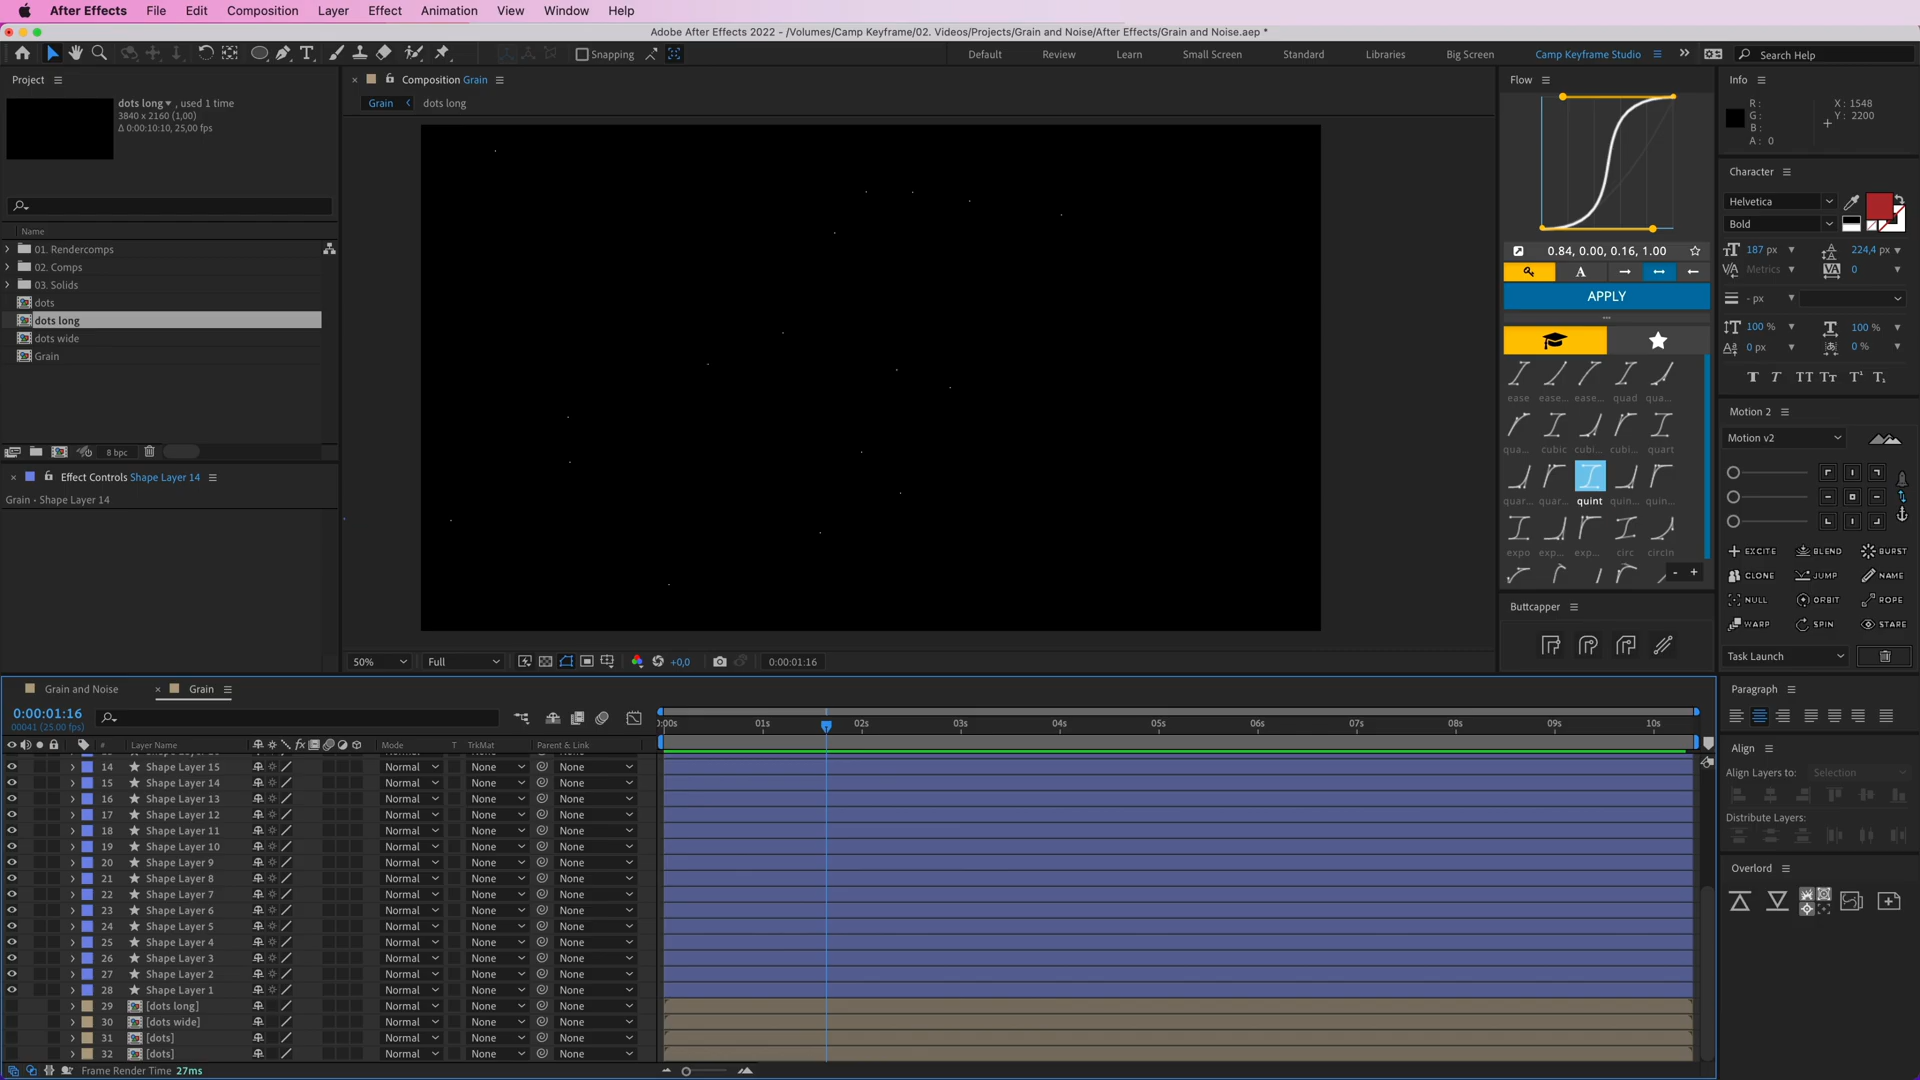 After Effects File Edit Composition Layer Effect Animation View Window Help
Adobe After Effects 2022 - /Volumes/Camp Keyframe/02. Videos/Projects/Grain and Noise/After Effects/Grain and Noise.aep *
Snapping Default Review Learn Small Screen Standard Libraries Big Screen Camp Keyframe Studio Search Help
Project
dots long , used 1 time
3840 x 2160 (1,00)
Δ 0:00:10:10, 25,00 fps
Name
01. Rendercomps
02. Comps
03. Solids
dots
dots long
dots wide
Grain
8 bpc
Effect Controls Shape Layer 14
Grain • Shape Layer 14
Composition Grain
Grain dots long
50% Full +0,0 0:00:01:16
Flow
0.84, 0.00, 0.16, 1.00
A
APPLY
ease ease... ease... quad qua...
qua... cubic cubi... cubi... quart
quar... quar... quint quin... quin...
expo exp... exp... circ circIn
- +
Buttcapper
Info
R : X : 1548
G : Y : 2200
B :
A : 0
Character
Helvetica
Bold
187 px 224,4 px
Metrics 0
- px
100 % 100 %
0 px 0 %
T T TT Tt T¹ T₁
Motion 2
Motion v2
EXCITE BLEND BURST
CLONE JUMP NAME
NULL ORBIT ROPE
WARP SPIN STARE
Task Launch
Paragraph
Align
Align Layers to: Selection
Distribute Layers:
Overlord
Grain and Noise Grain
0:00:01:16
00041 (25.00 fps)
0:00s 01s 02s 03s 04s 05s 06s 07s 08s 09s 10s
# Layer Name Mode T TrkMat Parent & Link
14 Shape Layer 15 Normal None None
15 Shape Layer 14 Normal None None
16 Shape Layer 13 Normal None None
17 Shape Layer 12 Normal None None
18 Shape Layer 11 Normal None None
19 Shape Layer 10 Normal None None
20 Shape Layer 9 Normal None None
21 Shape Layer 8 Normal None None
22 Shape Layer 7 Normal None None
23 Shape Layer 6 Normal None None
24 Shape Layer 5 Normal None None
25 Shape Layer 4 Normal None None
26 Shape Layer 3 Normal None None
27 Shape Layer 2 Normal None None
28 Shape Layer 1 Normal None None
29 [dots long] Normal None None
30 [dots wide] Normal None None
31 [dots] Normal None None
32 [dots] Normal None None
Frame Render Time 27ms